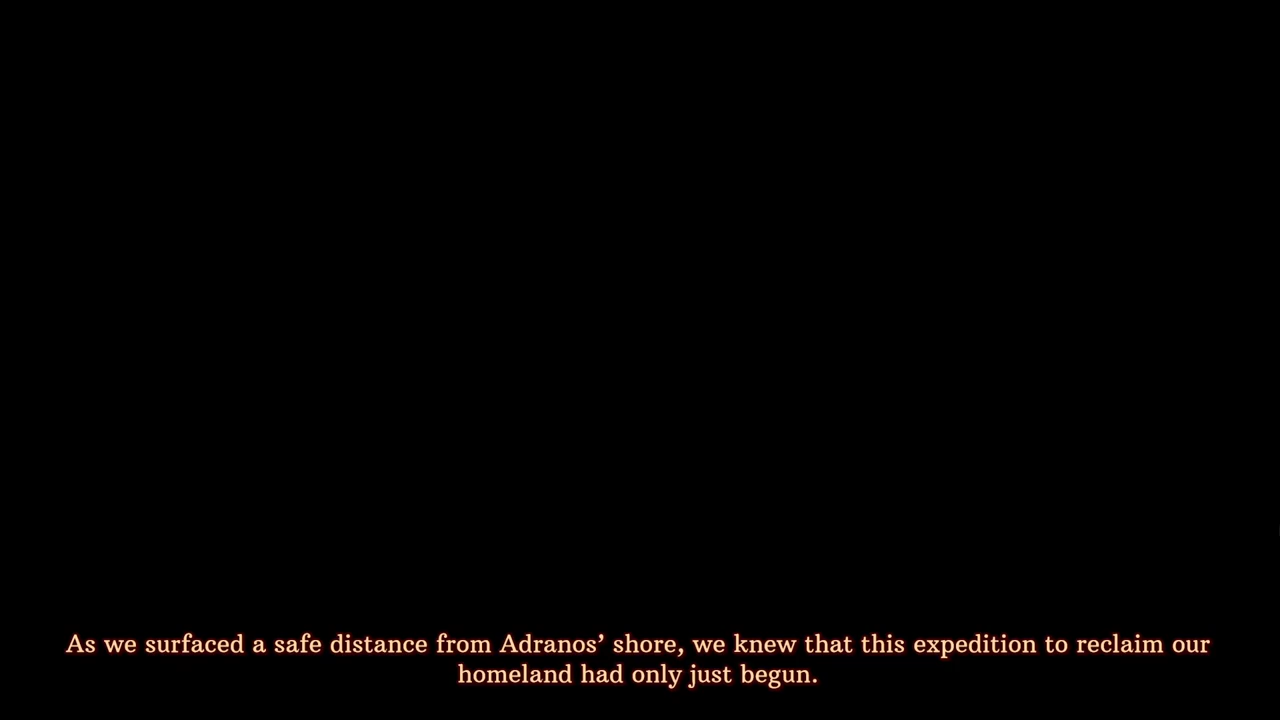 As we surfaced a safe distance from Adranos’ shore, we knew that this expedition to reclaim our
homeland had only just begun.